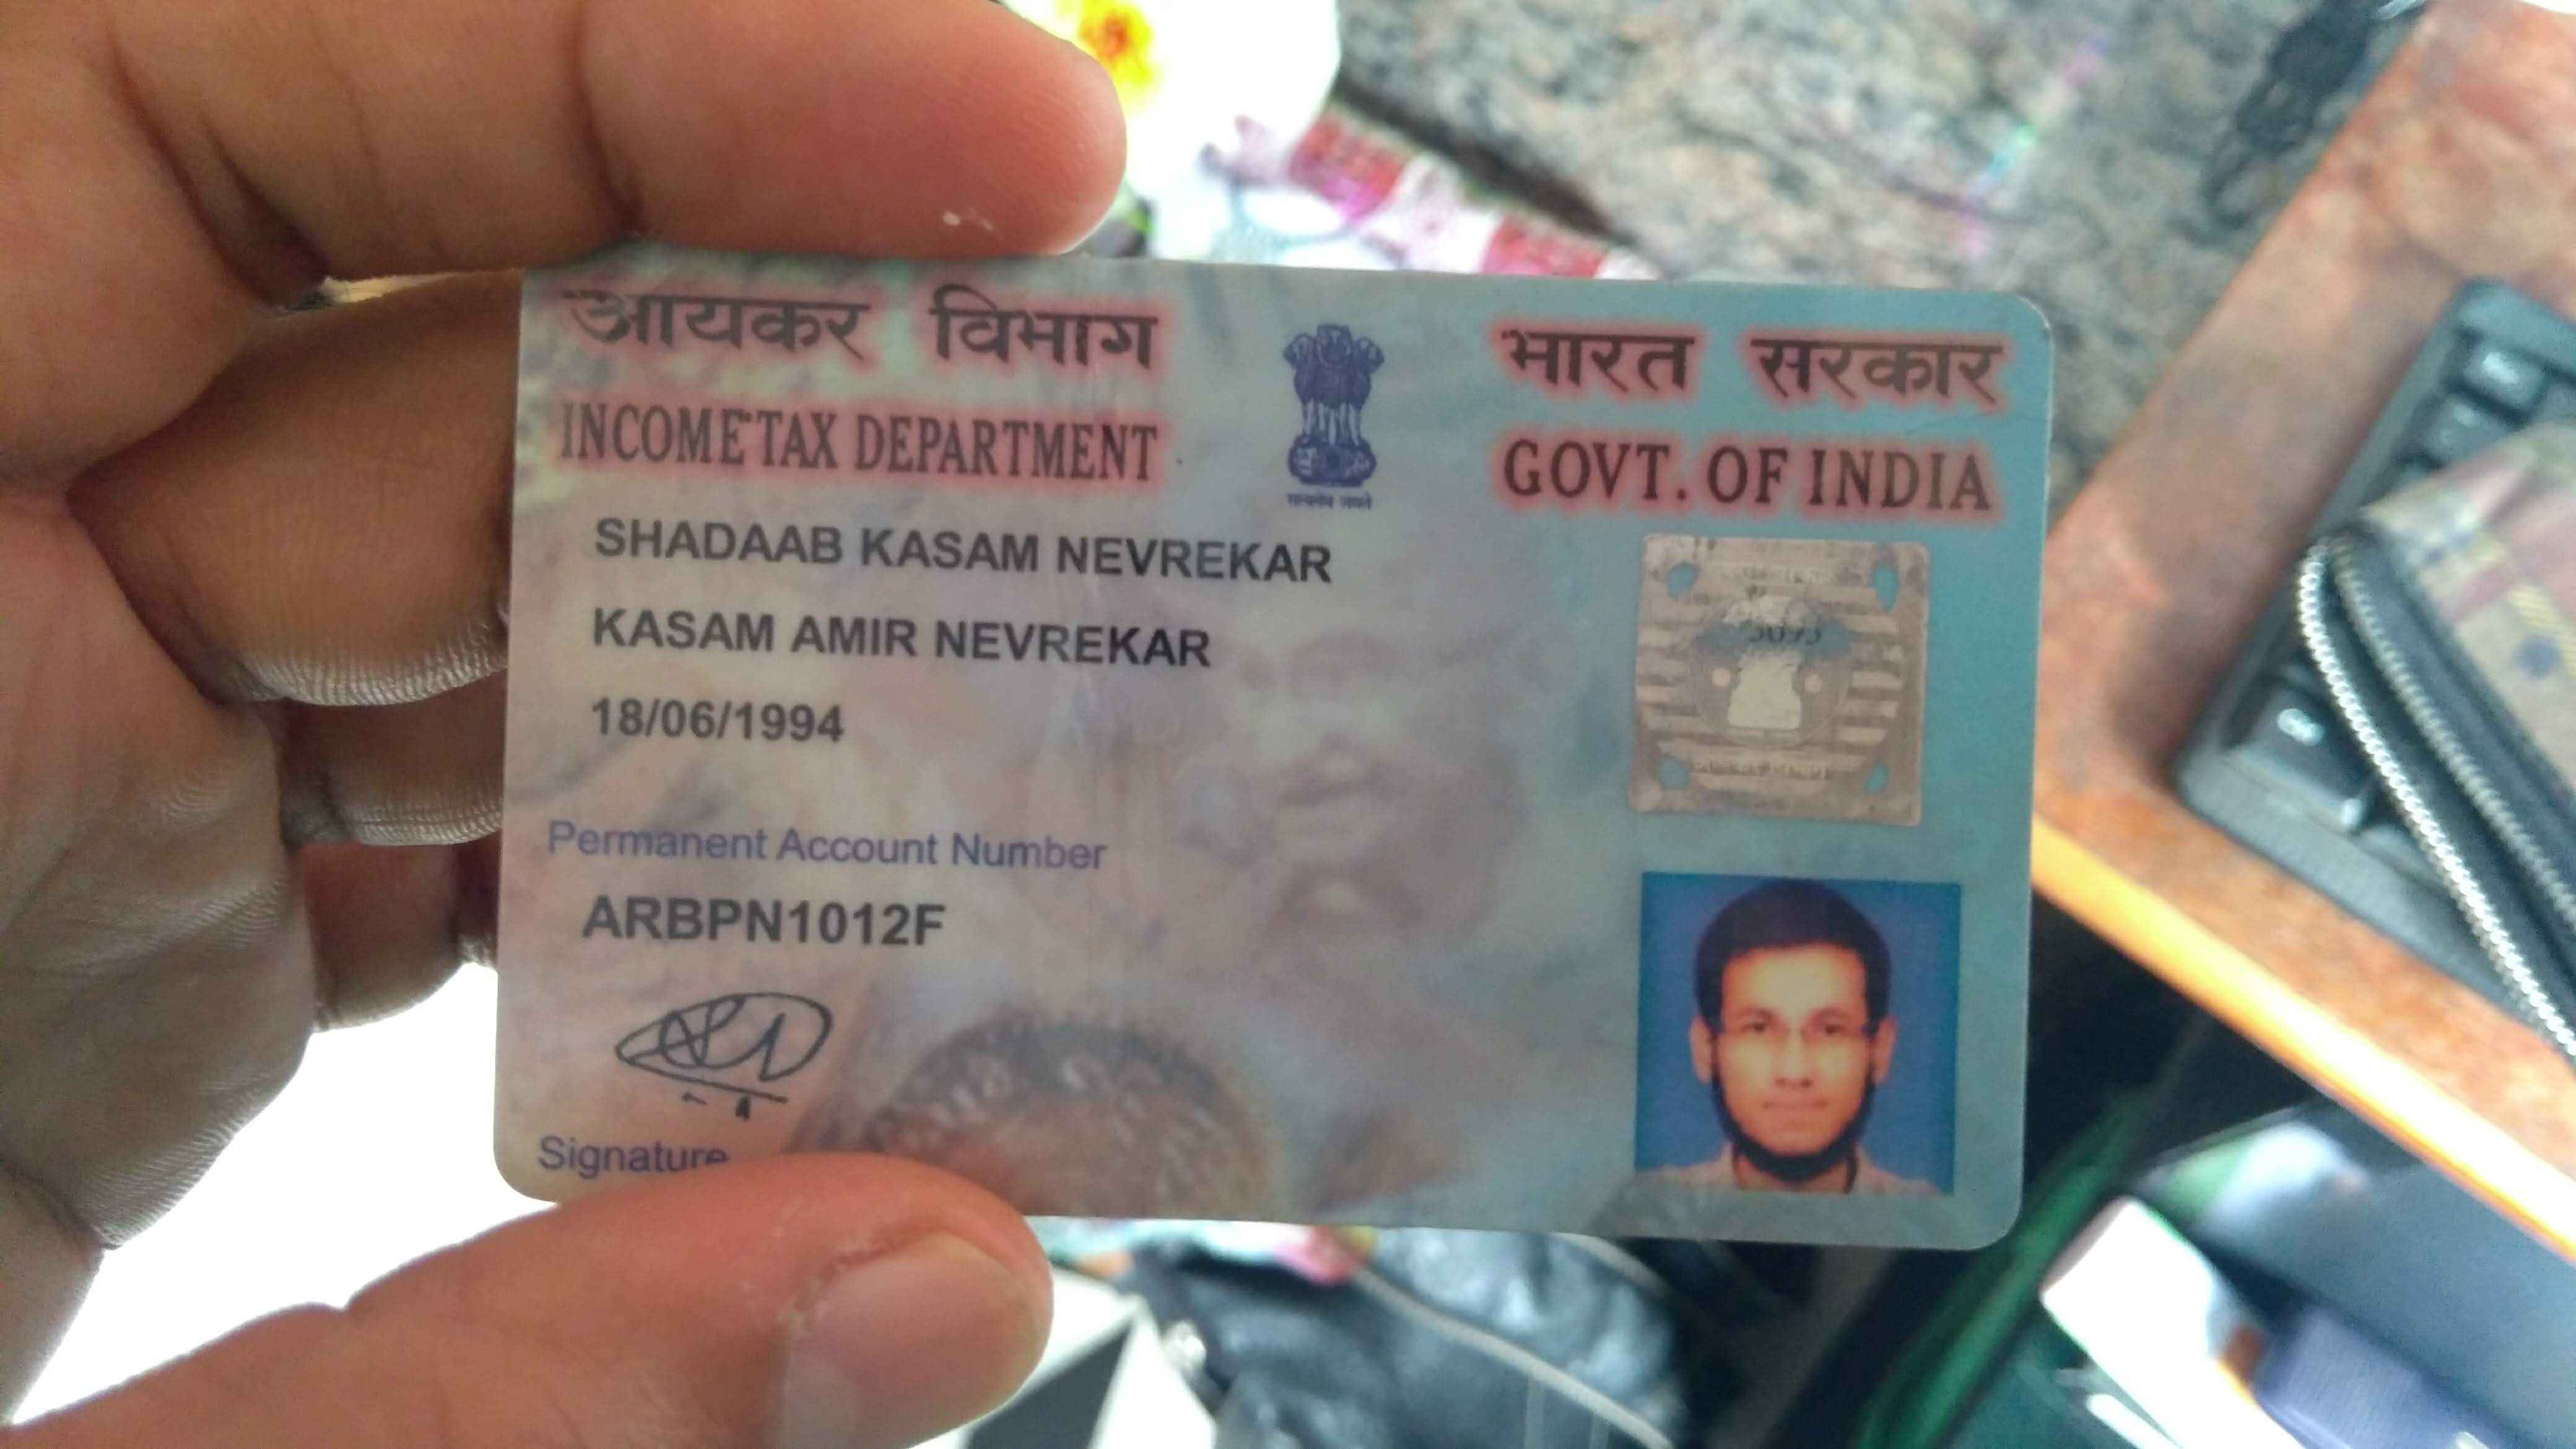 आयकर विभाग
INCOME TAX DEPARTMENT
भारत सरकार
GOVT. OF INDIA
सत्यमेव जयते
SHADAAB KASAM NEVREKAR
KASAM AMIR NEVREKAR
18/06/1994
Permanent Account Number
ARBPN1012F
Signature